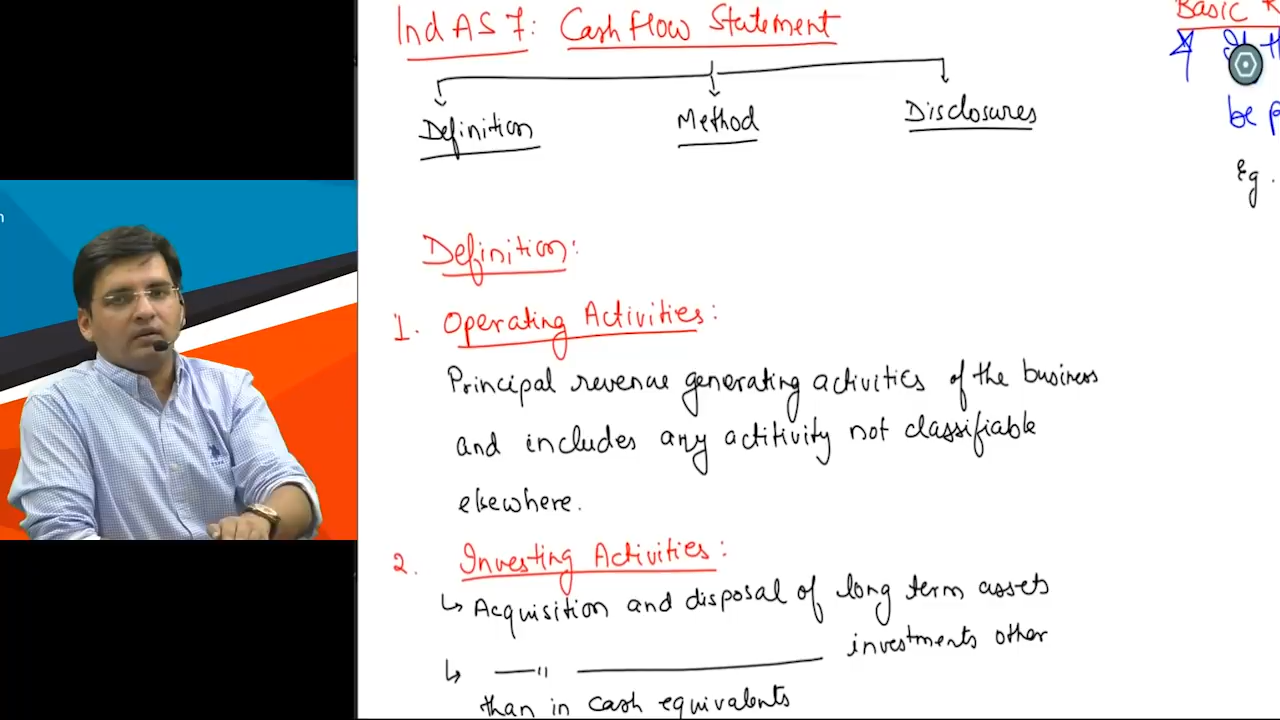 Ind AS 7: Cash Flow Statement
Definition Method Disclosures
Definition:
1. Operating Activities:
Principal revenue generating activities of the business
and includes any actitivity not classifiable
elsewhere.
2. Investing Activities:
↳ Acquisition and disposal of long term assets
↳ —— " —————— investments other
than in cash equivalents
Basic
be
Eg.